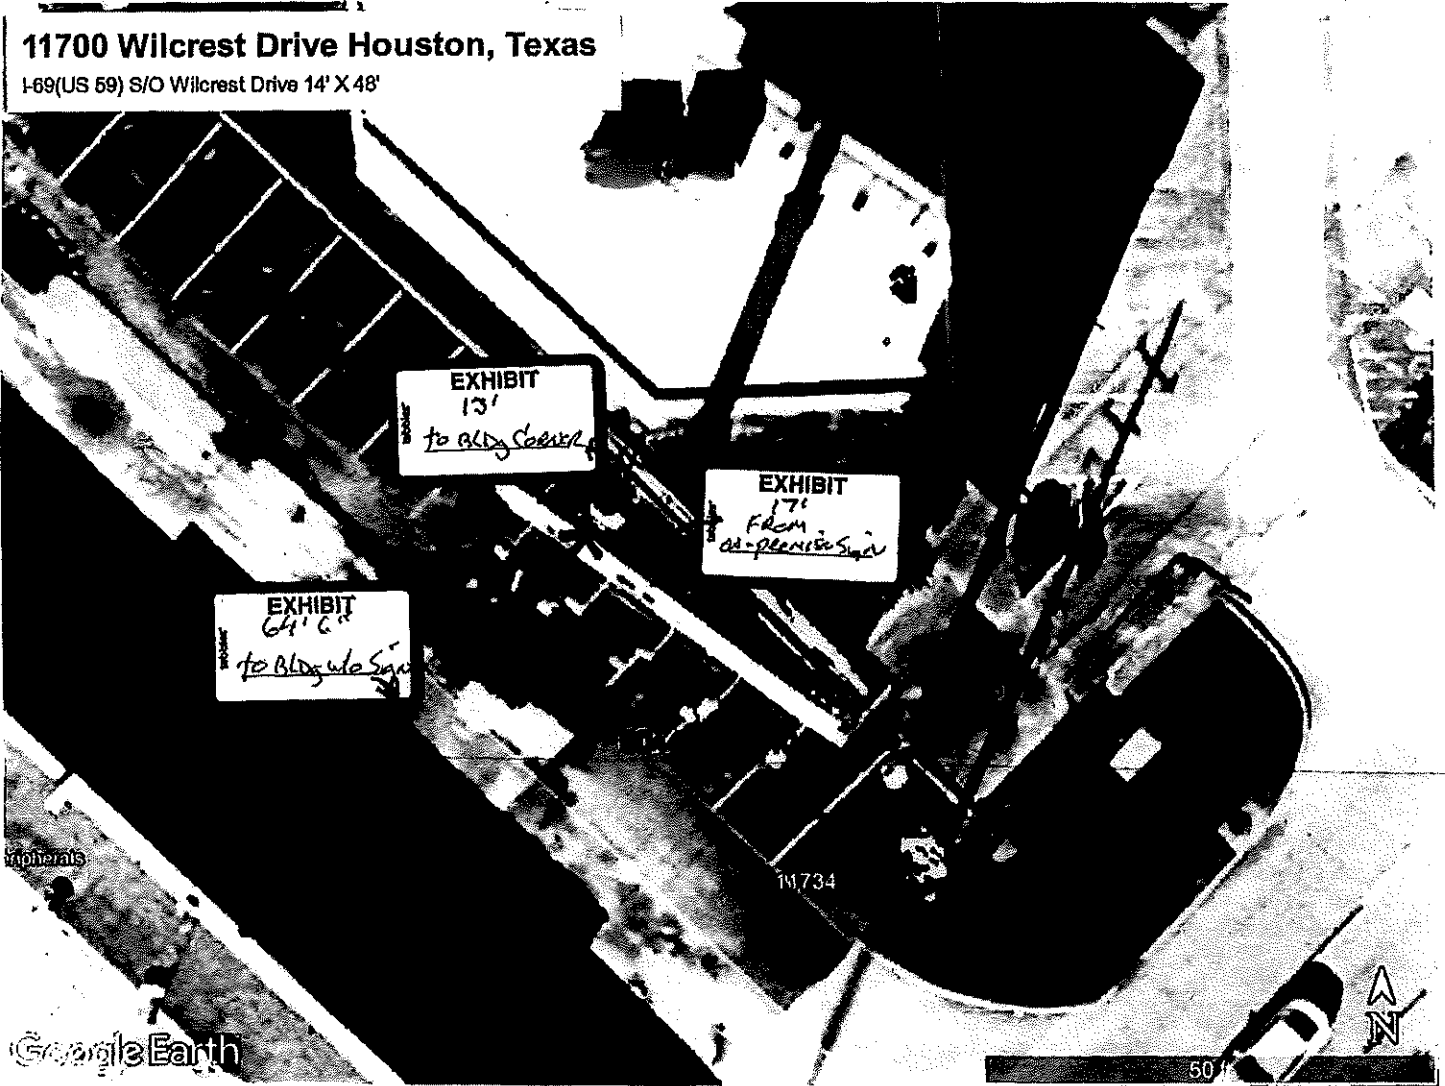 11700 Wilcrest Drive Houston, Texas
I-69(US 59) S/O Wilcrest Drive 14' X 48'
EXHIBIT
13'
to BLDg CORNER
EXHIBIT
17'
FROM
on-premise Sign
EXHIBIT
64' 6"
to BLDg w/o Sign
ripherals
11734
Google Earth
N
50